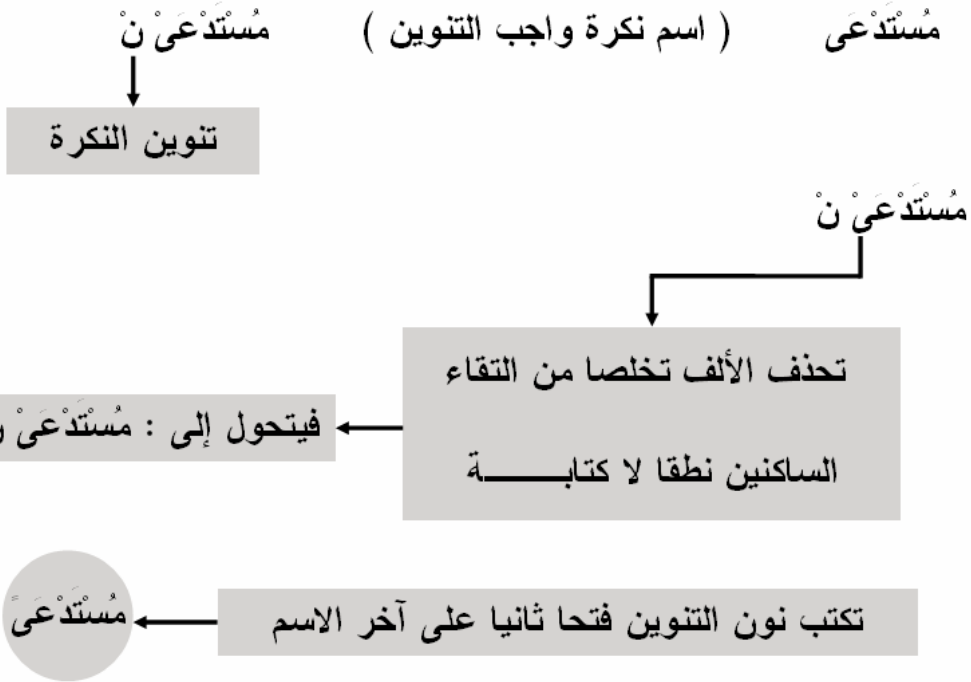 مُسْتَدْعَى ( اسم نكرة واجب التنوين ) مُسْتَدْعَىْ نْ
تنوين النكرة
مُسْتَدْعَىْ نْ
تحذف الألف تخلصا من التقاء
الساكنين نطقا لا كتابـــــــة
فيتحول إلى : مُسْتَدْعَىْ ن
تكتب نون التنوين فتحا ثانيا على آخر الاسم
مُسْتَدْعَىً